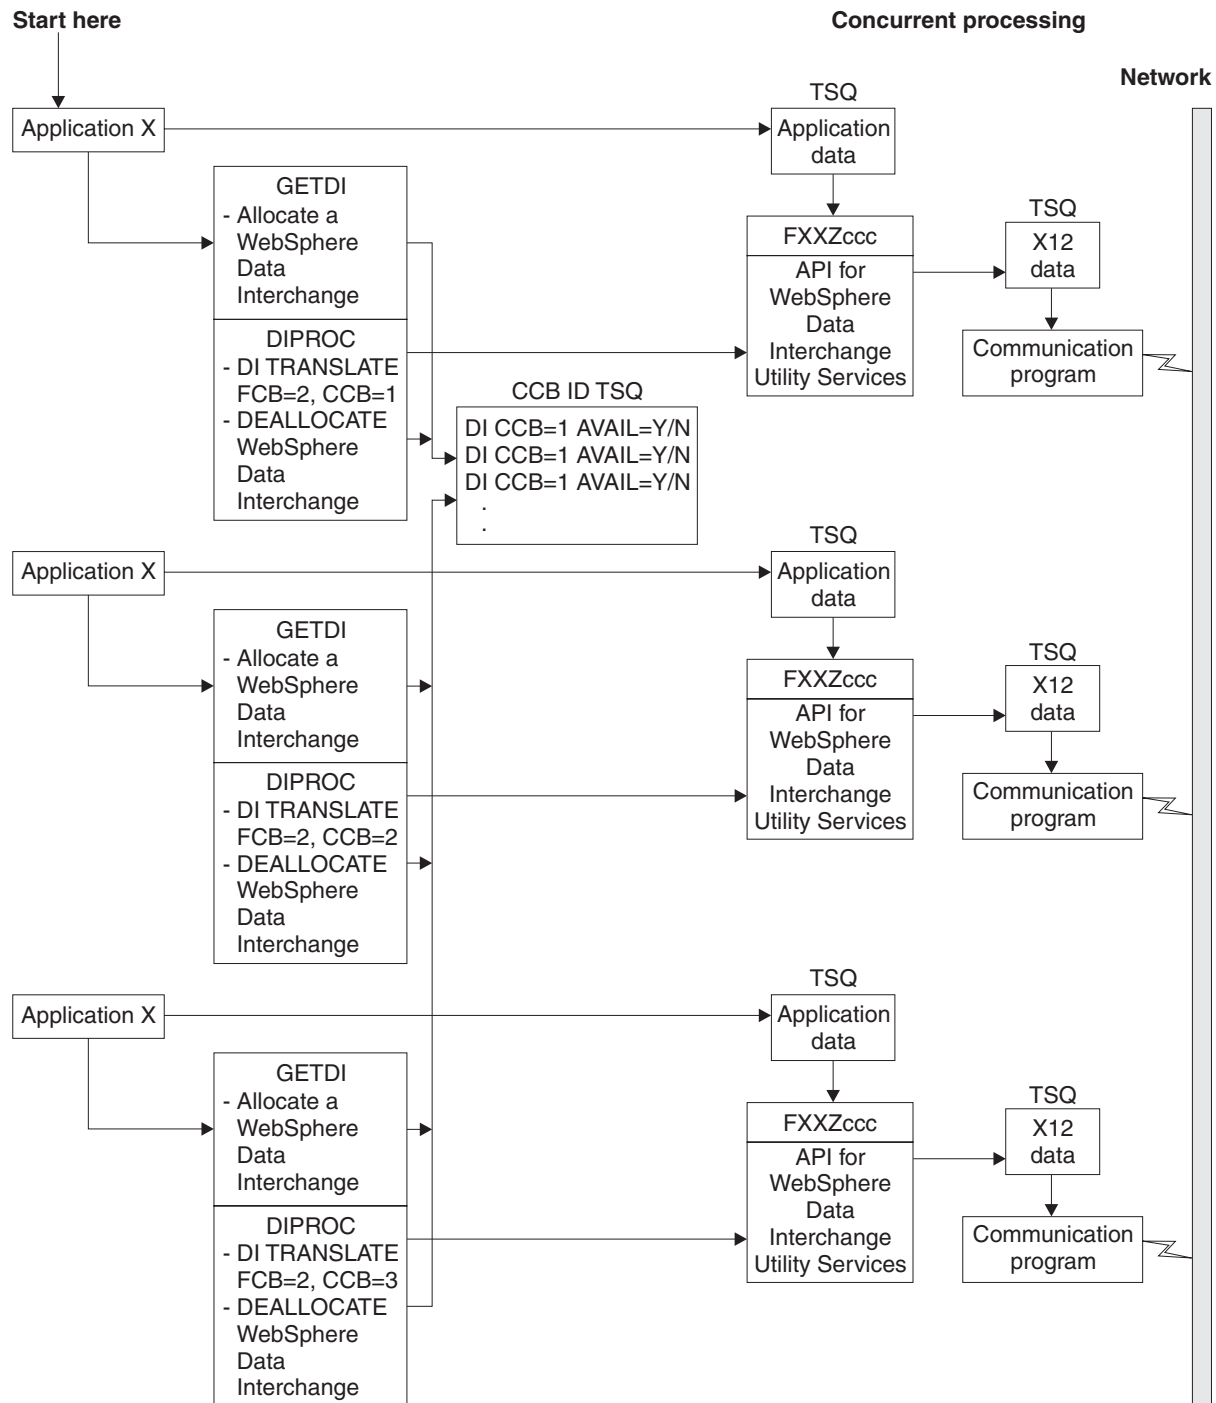 Start here
Concurrent processing
Network
Application X
TSQ
Application
data
GETDI
- Allocate a
WebSphere
Data
Interchange
DIPROC
- DI TRANSLATE
FCB=2, CCB=1
- DEALLOCATE
WebSphere
Data
Interchange
CCB ID TSQ
DI CCB=1 AVAIL=Y/N
DI CCB=1 AVAIL=Y/N
DI CCB=1 AVAIL=Y/N
.
.
FXXZccc
API for
WebSphere
Data
Interchange
Utility Services
TSQ
X12
data
Communication
program
Application X
TSQ
Application
data
GETDI
- Allocate a
WebSphere
Data
Interchange
DIPROC
- DI TRANSLATE
FCB=2, CCB=2
- DEALLOCATE
WebSphere
Data
Interchange
FXXZccc
API for
WebSphere
Data
Interchange
Utility Services
TSQ
X12
data
Communication
program
Application X
TSQ
Application
data
GETDI
- Allocate a
WebSphere
Data
Interchange
DIPROC
- DI TRANSLATE
FCB=2, CCB=3
- DEALLOCATE
WebSphere
Data
Interchange
FXXZccc
API for
WebSphere
Data
Interchange
Utility Services
TSQ
X12
data
Communication
program